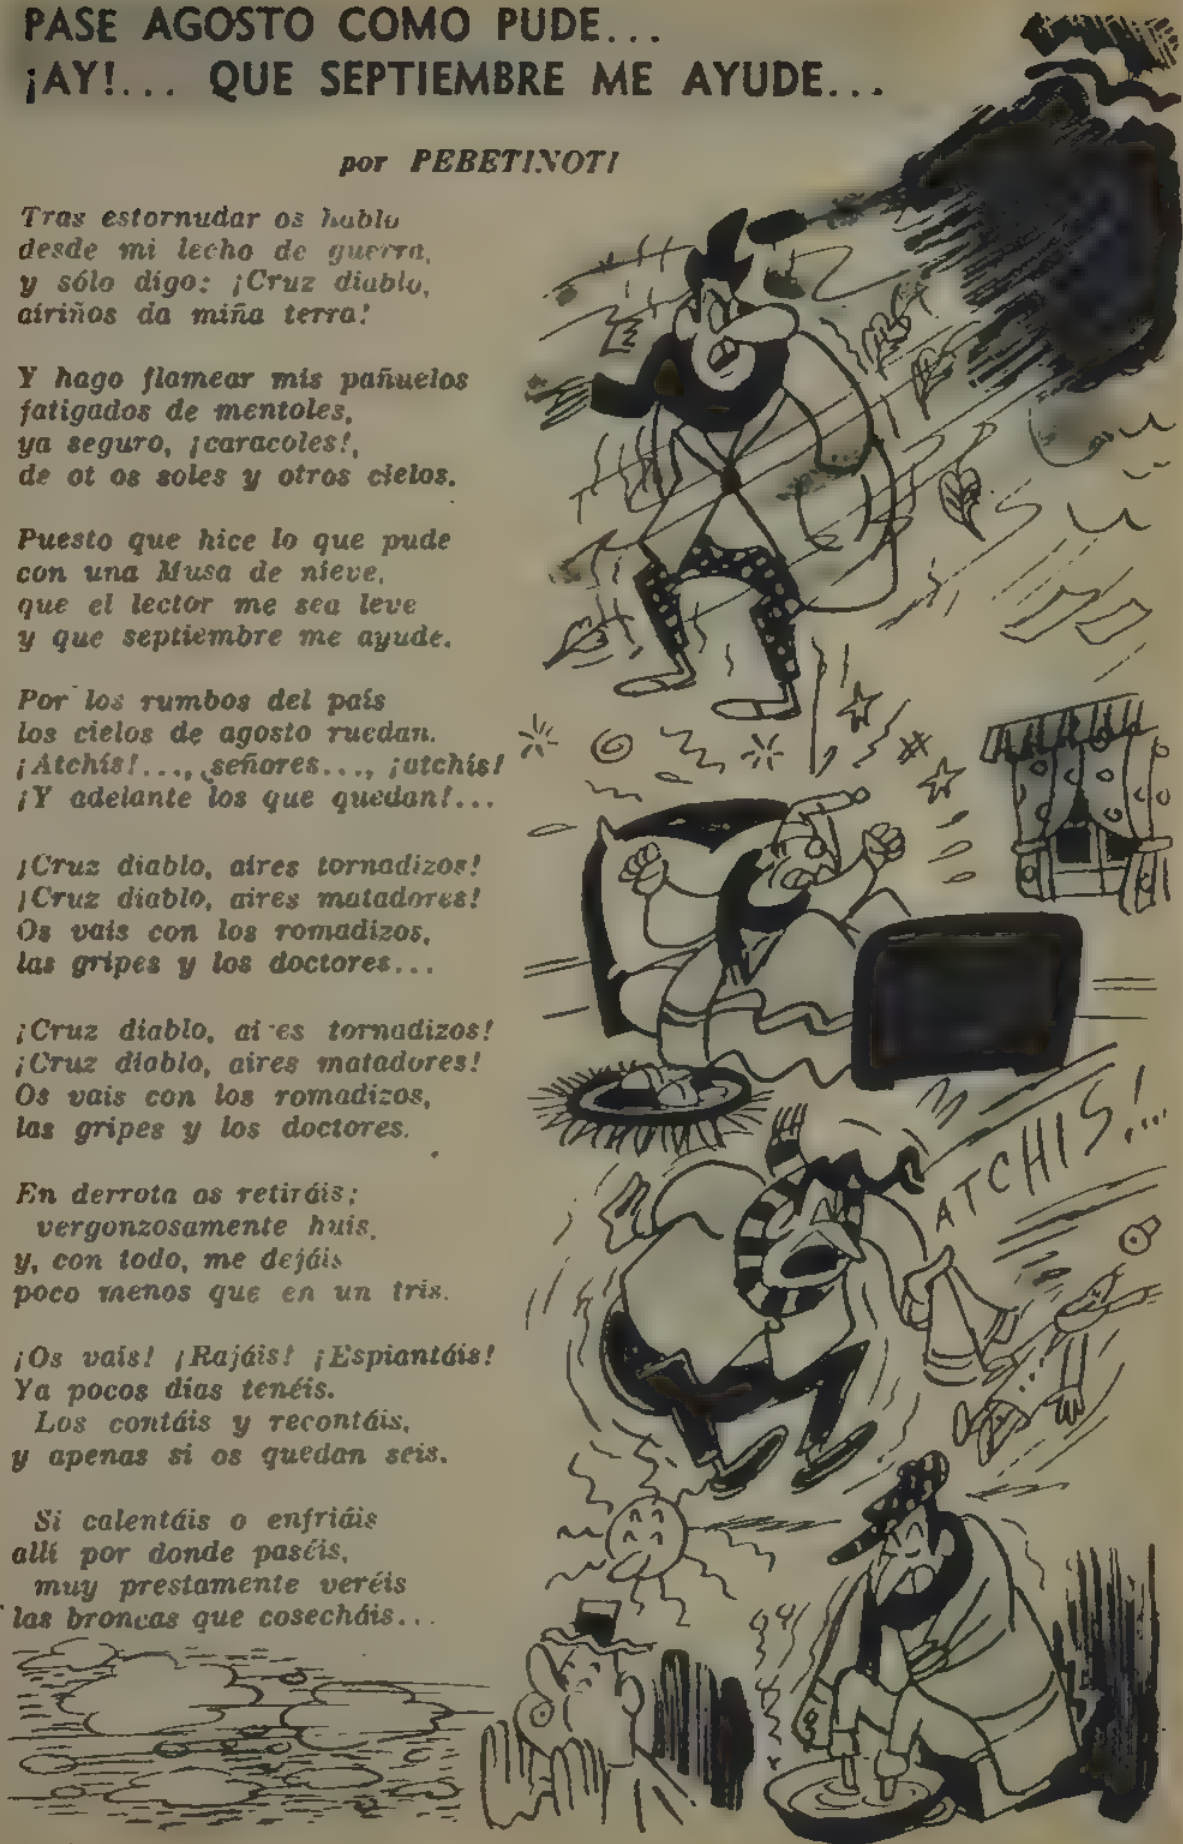 PASE AGOSTO COMO PUDE...
¡AY!... QUE SEPTIEMBRE ME AYUDE...
por PEBETINOTI
Tras estornudar os hablo
desde mi lecho de guerra,
y sólo digo: ¡Cruz diablo,
airiños da miña terra!
Y hago flamear mis pañuelos
fatigados de mentoles,
ya seguro, ¡caracoles!,
de ot os soles y otros cielos.
Puesto que hice lo que pude
con una Musa de nieve,
que el lector me sea leve
y que septiembre me ayude.
Por los rumbos del país
los cielos de agosto ruedan.
¡Atchís!..., señores..., ¡atchís!
¡Y adelante los que quedan!...
¡Cruz diablo, aires tornadizos!
¡Cruz diablo, aires matadores!
Os vais con los romadizos,
las gripes y los doctores...
¡Cruz diablo, ai es tornadizos!
¡Cruz diablo, aires matadores!
Os vais con los romadizos,
las gripes y los doctores.
En derrota os retiráis;
vergonzosamente huis,
y, con todo, me dejáis
poco menos que en un tris.
¡Os vais! ¡Rajáis! ¡Espiantáis!
Ya pocos días tenéis.
Los contáis y recontáis,
y apenas si os quedan seis.
Si calentáis o enfriáis
allí por donde paséis,
muy prestamente veréis
las broncas que cosecháis...
ATCHIS!...